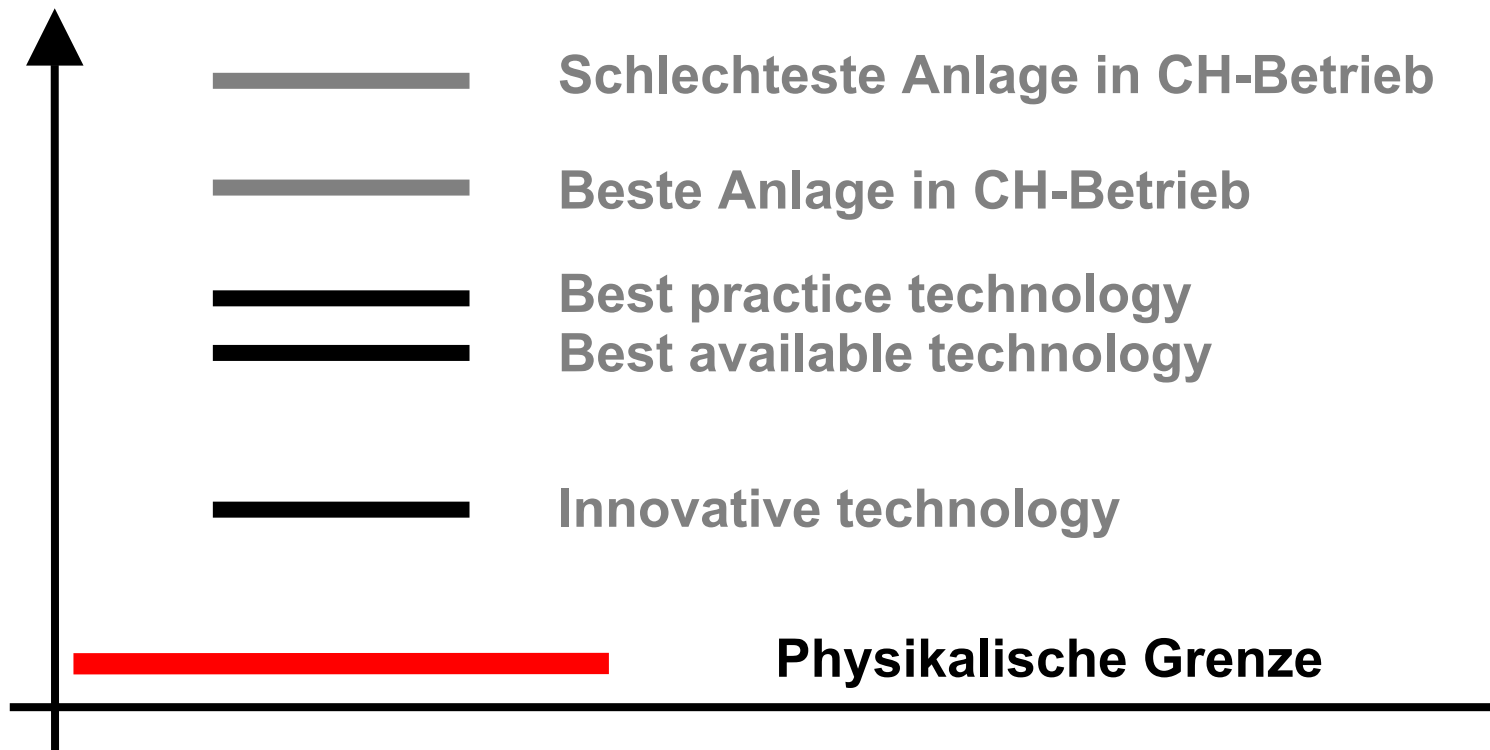 Schlechteste Anlage in CH-Betrieb
Beste Anlage in CH-Betrieb
Best practice technology
Best available technology
Innovative technology
Physikalische Grenze